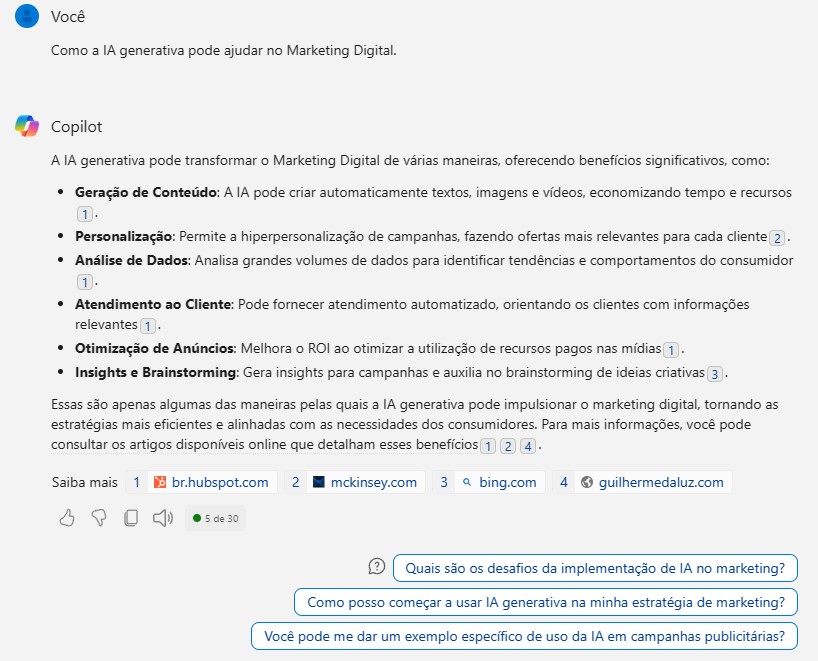 Você
Como a IA generativa pode ajudar no Marketing Digital.
Copilot
A IA generativa pode transformar o Marketing Digital de várias maneiras, oferecendo benefícios significativos, como:
• Geração de Conteúdo: A IA pode criar automaticamente textos, imagens e vídeos, economizando tempo e recursos
1 .
• Personalização: Permite a hiperpersonalização de campanhas, fazendo ofertas mais relevantes para cada cliente 2 .
• Análise de Dados: Analisa grandes volumes de dados para identificar tendências e comportamentos do consumidor
1 .
• Atendimento ao Cliente: Pode fornecer atendimento automatizado, orientando os clientes com informações
relevantes 1 .
• Otimização de Anúncios: Melhora o ROI ao otimizar a utilização de recursos pagos nas mídias 1 .
• Insights e Brainstorming: Gera insights para campanhas e auxilia no brainstorming de ideias criativas 3 .
Essas são apenas algumas das maneiras pelas quais a IA generativa pode impulsionar o marketing digital, tornando as
estratégias mais eficientes e alinhadas com as necessidades dos consumidores. Para mais informações, você pode
consultar os artigos disponíveis online que detalham esses benefícios 1 2 4 .
Saiba mais 1 br.hubspot.com 2 mckinsey.com 3 bing.com 4 guilhermedaluz.com
5 de 30
Quais são os desafios da implementação de IA no marketing?
Como posso começar a usar IA generativa na minha estratégia de marketing?
Você pode me dar um exemplo específico de uso da IA em campanhas publicitárias?